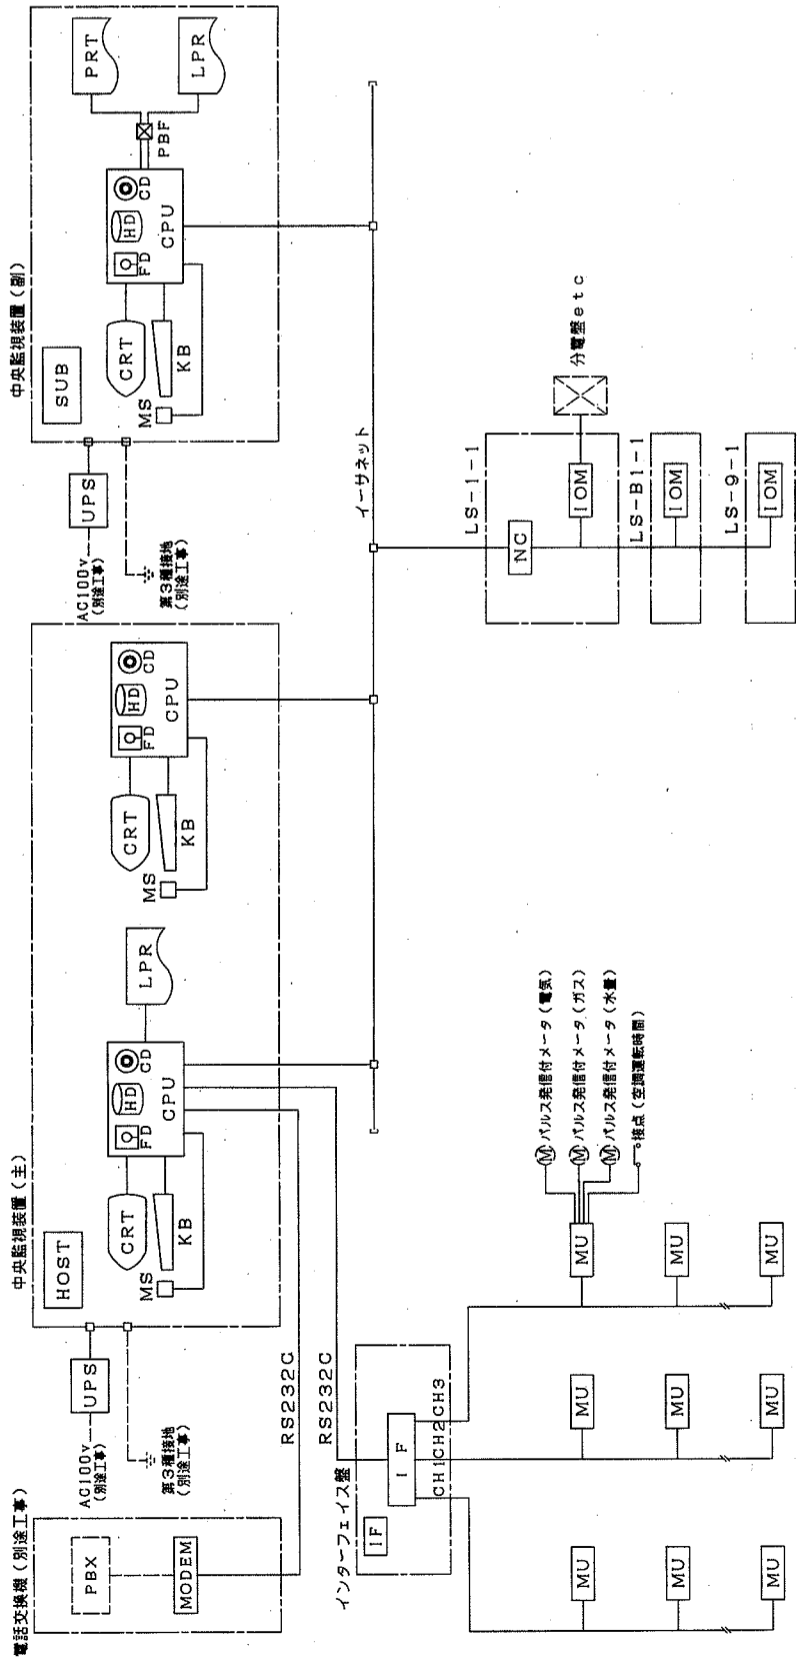 電話交換機(別途工事)
PBX
MODEM
AC100v
(別途工事)
UPS
第3種接地
(別途工事)
中央監視装置(主)
HOST
CRT
KB
MS
FD
HD
CD
CPU
LPR
CRT
KB
MS
FD
HD
CD
CPU
AC100v
(別途工事)
UPS
第3種接地
(別途工事)
中央監視装置(副)
SUB
CRT
KB
MS
FD
HD
CD
CPU
PBF
PRT
LPR
RS232C
RS232C
イーサネット
インターフェイス盤
IF
IF
CH1CH2CH3
MU
MU
MU
MU
MU
MU
MU
MU
MU
M パルス発信付メータ(電気)
M パルス発信付メータ(ガス)
M パルス発信付メータ(水量)
接点(空調運転時間)
LS-1-1
NC
IOM
分電盤etc
LS-B1-1
IOM
LS-9-1
IOM